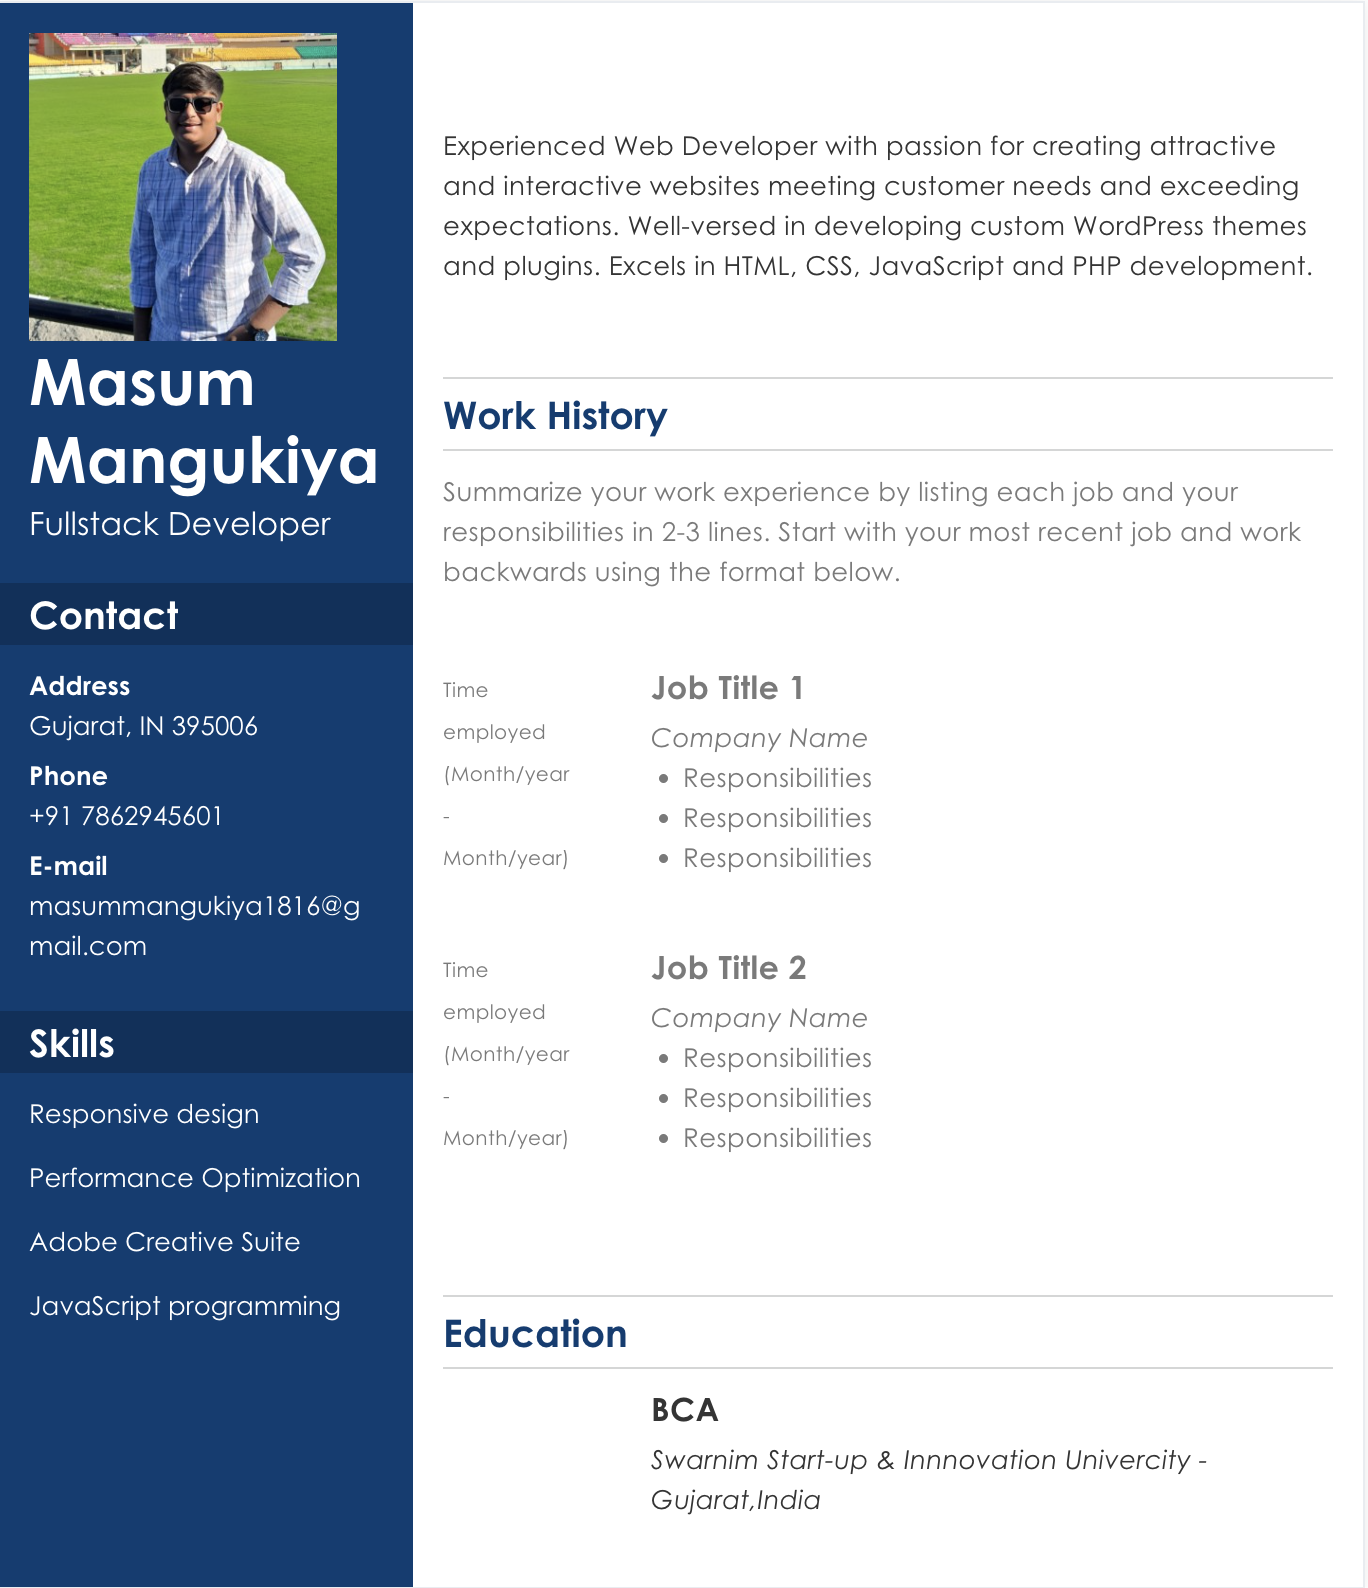 Masum
Mangukiya
Fullstack Developer
Contact
Address
Gujarat, IN 395006
Phone
+91 7862945601
E-mail
masummangukiya1816@g
mail.com
Skills
Responsive design
Performance Optimization
Adobe Creative Suite
JavaScript programming
Experienced Web Developer with passion for creating attractive
and interactive websites meeting customer needs and exceeding
expectations. Well-versed in developing custom WordPress themes
and plugins. Excels in HTML, CSS, JavaScript and PHP development.
Work History
Summarize your work experience by listing each job and your
responsibilities in 2-3 lines. Start with your most recent job and work
backwards using the format below.
Time
employed
(Month/year
-
Month/year)
Job Title 1
Company Name
• Responsibilities
• Responsibilities
• Responsibilities
Time
employed
(Month/year
-
Month/year)
Job Title 2
Company Name
• Responsibilities
• Responsibilities
• Responsibilities
Education
BCA
Swarnim Start-up & Innnovation Univercity -
Gujarat,India